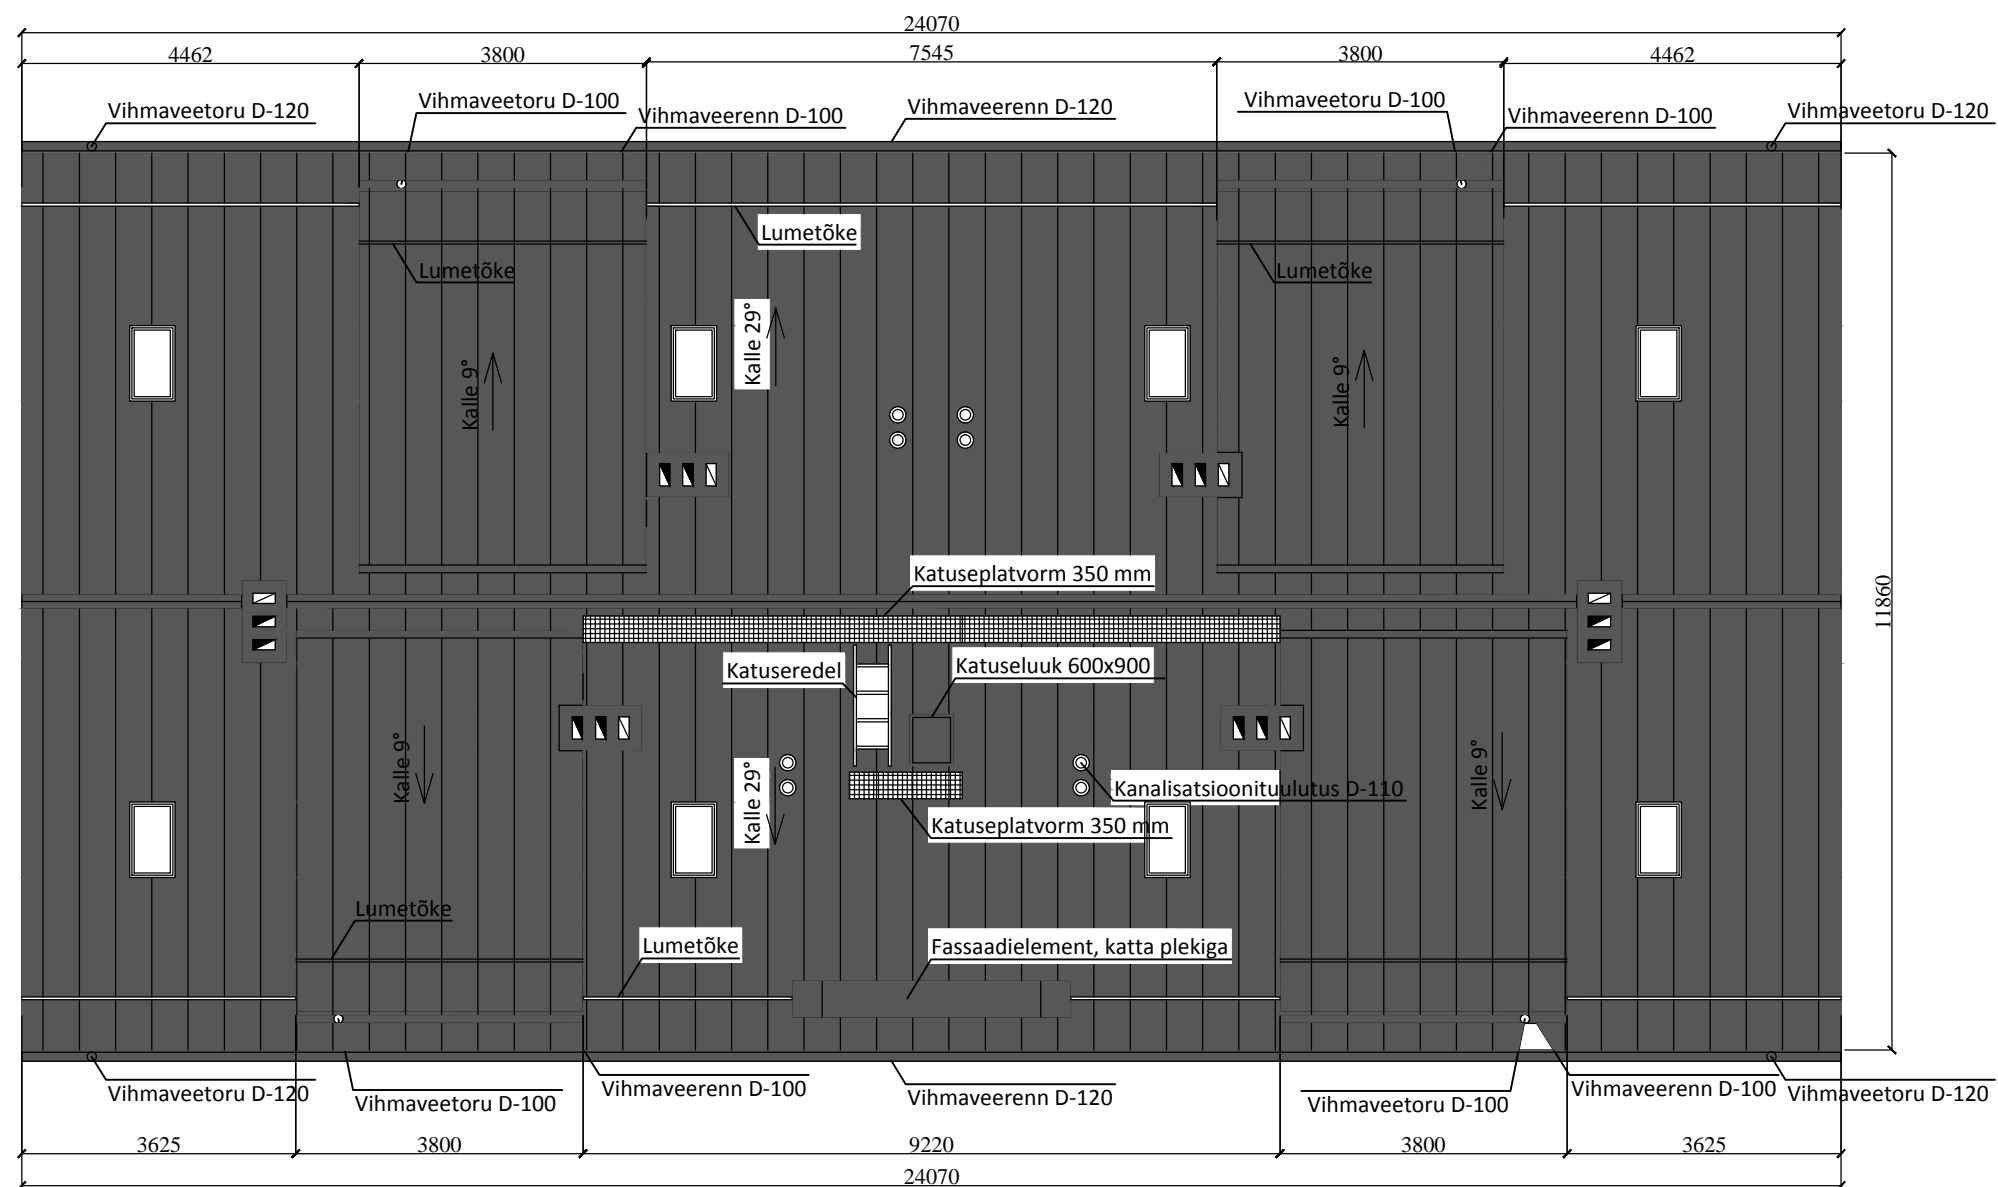 24070
4462 3800 7545 3800 4462
Vihmaveetoru D-120 Vihmaveetoru D-100 Vihmaveerenn D-100 Vihmaveerenn D-120 Vihmaveetoru D-100 Vihmaveerenn D-100 Vihmaveetoru D-120
Lumetõke
Lumetõke Lumetõke
Kalle 9°
Kalle 29°
Kalle 9°
Katuseplatvorm 350 mm
11860
Katuseredel Katuseluuk 600x900
Kalle 9°
Kalle 29°
Kalle 9°
Kanalisatsioonituulutus D-110
Katuseplatvorm 350 mm
Lumetõke
Lumetõke Fassaadielement, katta plekiga
Vihmaveetoru D-120 Vihmaveetoru D-100 Vihmaveerenn D-100 Vihmaveerenn D-120 Vihmaveetoru D-100 Vihmaveerenn D-100 Vihmaveetoru D-120
3625 3800 9220 3800 3625
24070